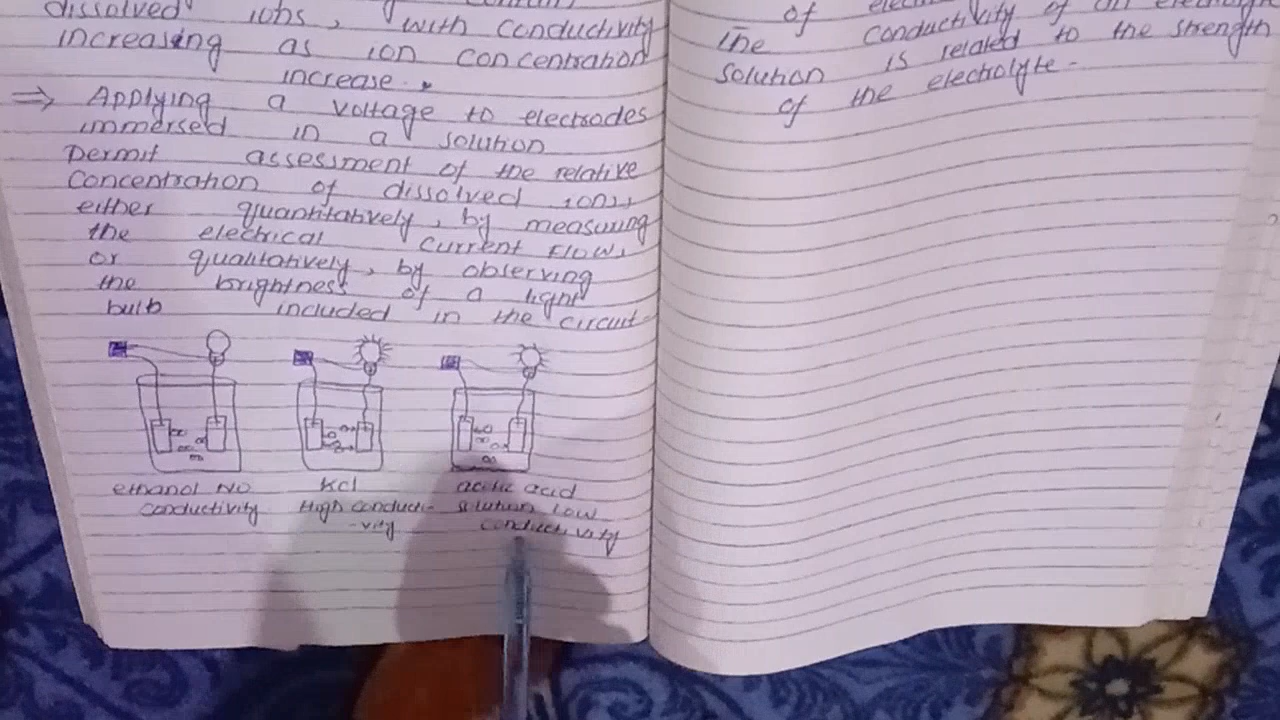 dissolved ions, with conductivity
increasing as ion concentration
increase.
⇒ Applying a voltage to electrodes
immersed in a solution
permit assessment of the relative
concentration of dissolved ions,
either quantitatively, by measuring
the electrical current flow,
or qualitatively, by observing
the brightness of a light
bulb included in the circuit
ethanol No
conductivity
KCl
High conducti-
-vity
acitic acid
solution low
conductivity
of
The conductivity of an
solution is related to the strength
of the electrolyte.